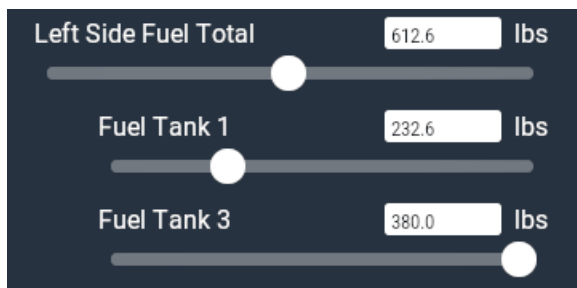 Left Side Fuel Total 612.6 lbs
Fuel Tank 1 232.6 lbs
Fuel Tank 3 380.0 lbs